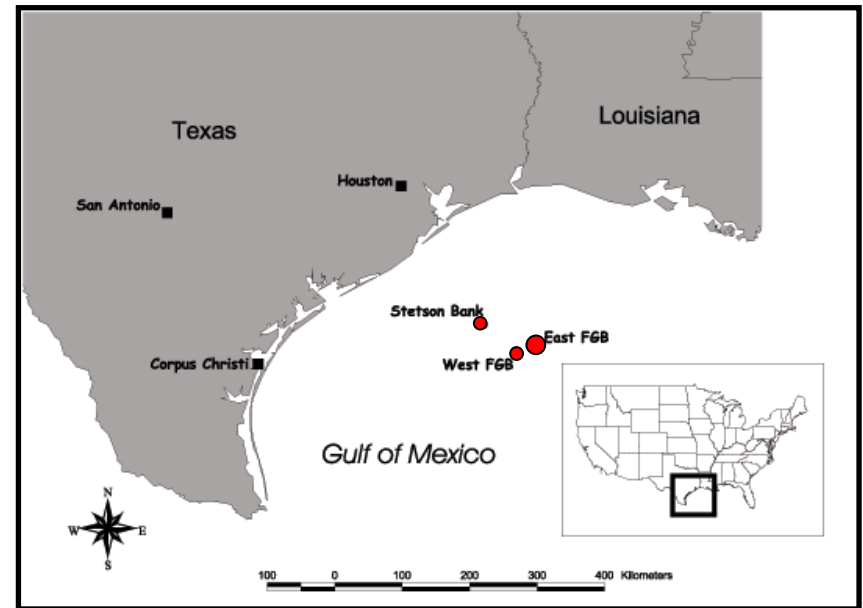 Texas
Louisiana
Houston
San Antonio
Stetson Bank
East FGB
West FGB
Corpus Christi
Gulf of Mexico
N
W E
S
100 0 100 200 300 400 Kilometers